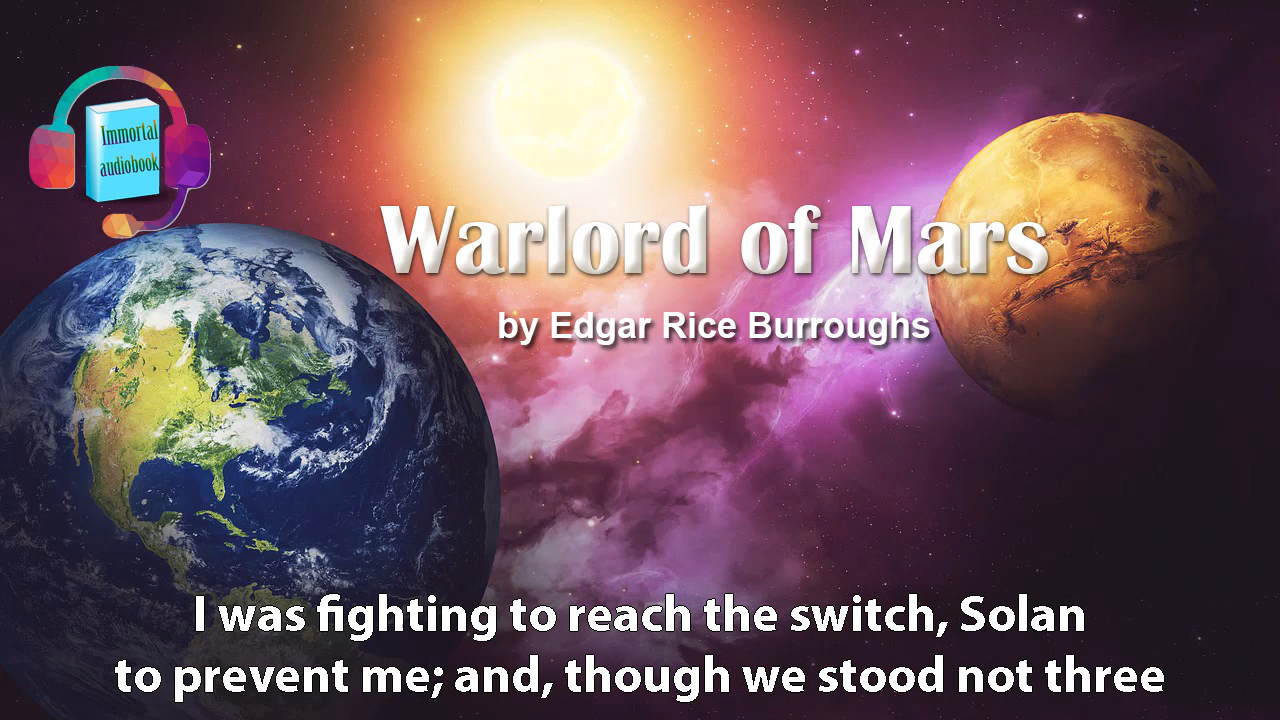 Immortal
audiobook
Warlord of Mars
by Edgar Rice Burroughs
I was fighting to reach the switch, Solan
to prevent me; and, though we stood not three